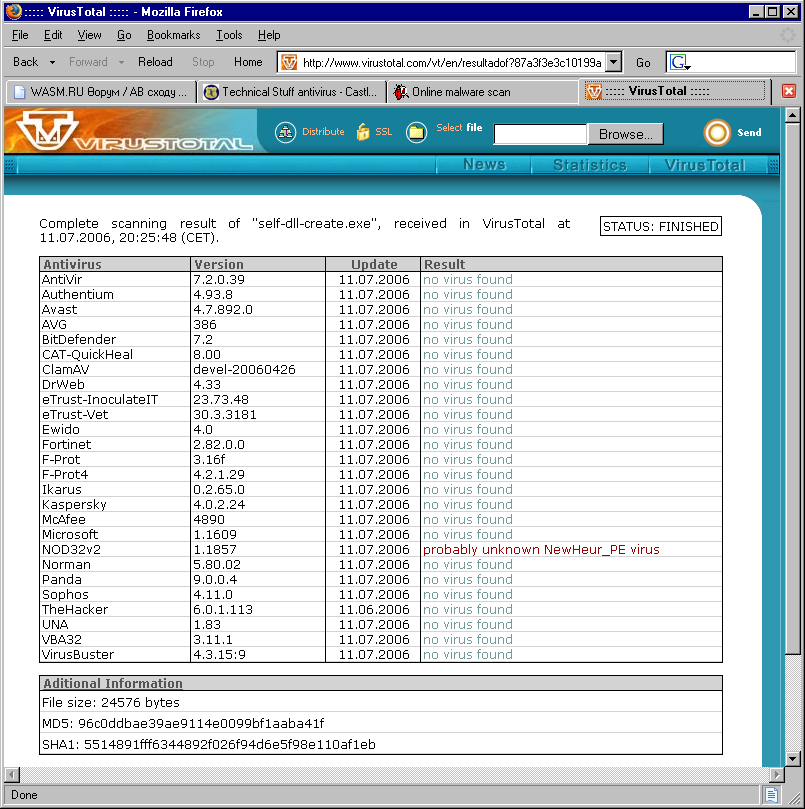 ::::: VirusTotal ::::: - Mozilla Firefox
File Edit View Go Bookmarks Tools Help
Back Forward Reload Stop Home http://www.virustotal.com/vt/en/resultadof?87a3f3e3c10199a Go G
WASM.RU Форум / АВ сходу ... Technical Stuff antivirus - Castl... Online malware scan ::::: VirusTotal :::::
VIRUSTOTAL Distribute SSL Select file Browse... Send
News Statistics VirusTotal
Complete scanning result of "self-dll-create.exe", received in VirusTotal at
11.07.2006, 20:25:48 (CET).
STATUS: FINISHED
Antivirus Version Update Result
AntiVir 7.2.0.39 11.07.2006 no virus found
Authentium 4.93.8 11.07.2006 no virus found
Avast 4.7.892.0 11.07.2006 no virus found
AVG 386 11.07.2006 no virus found
BitDefender 7.2 11.07.2006 no virus found
CAT-QuickHeal 8.00 11.07.2006 no virus found
ClamAV devel-20060426 11.07.2006 no virus found
DrWeb 4.33 11.07.2006 no virus found
eTrust-InoculateIT 23.73.48 11.07.2006 no virus found
eTrust-Vet 30.3.3181 11.07.2006 no virus found
Ewido 4.0 11.07.2006 no virus found
Fortinet 2.82.0.0 11.07.2006 no virus found
F-Prot 3.16f 11.07.2006 no virus found
F-Prot4 4.2.1.29 11.07.2006 no virus found
Ikarus 0.2.65.0 11.07.2006 no virus found
Kaspersky 4.0.2.24 11.07.2006 no virus found
McAfee 4890 11.07.2006 no virus found
Microsoft 1.1609 11.07.2006 no virus found
NOD32v2 1.1857 11.07.2006 probably unknown NewHeur_PE virus
Norman 5.80.02 11.07.2006 no virus found
Panda 9.0.0.4 11.07.2006 no virus found
Sophos 4.11.0 11.07.2006 no virus found
TheHacker 6.0.1.113 11.06.2006 no virus found
UNA 1.83 11.07.2006 no virus found
VBA32 3.11.1 11.07.2006 no virus found
VirusBuster 4.3.15:9 11.07.2006 no virus found
Aditional Information
File size: 24576 bytes
MD5: 96c0ddbae39ae9114e0099bf1aaba41f
SHA1: 5514891fff6344892f026f94d6e5f98e110af1eb
Done